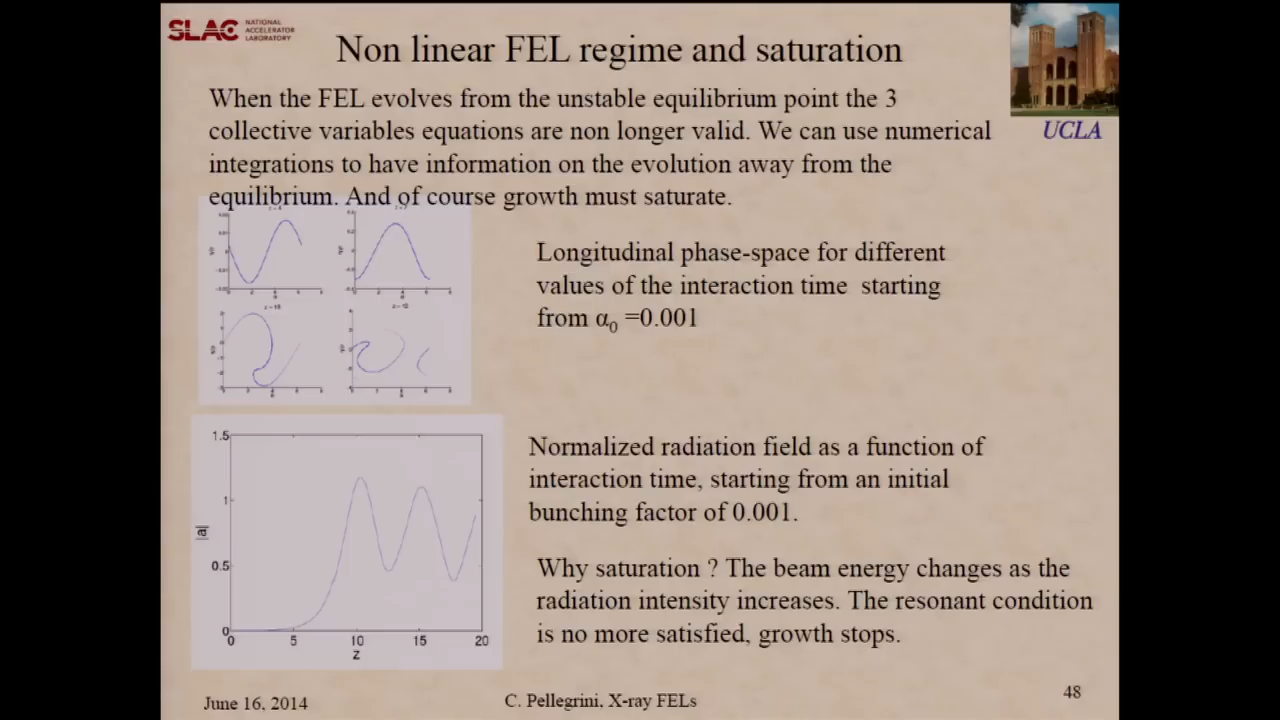 SLAC NATIONAL
ACCELERATOR
LABORATORY
Non linear FEL regime and saturation
UCLA
When the FEL evolves from the unstable equilibrium point the 3
collective variables equations are non longer valid. We can use numerical
integrations to have information on the evolution away from the
equilibrium. And of course growth must saturate.
Longitudinal phase-space for different
values of the interaction time starting
from α₀ =0.001
1.5
1
0.5
0
|a|
0 5 10 15 20
z
Normalized radiation field as a function of
interaction time, starting from an initial
bunching factor of 0.001.
Why saturation ? The beam energy changes as the
radiation intensity increases. The resonant condition
is no more satisfied, growth stops.
June 16, 2014
C. Pellegrini, X-ray FELs
48